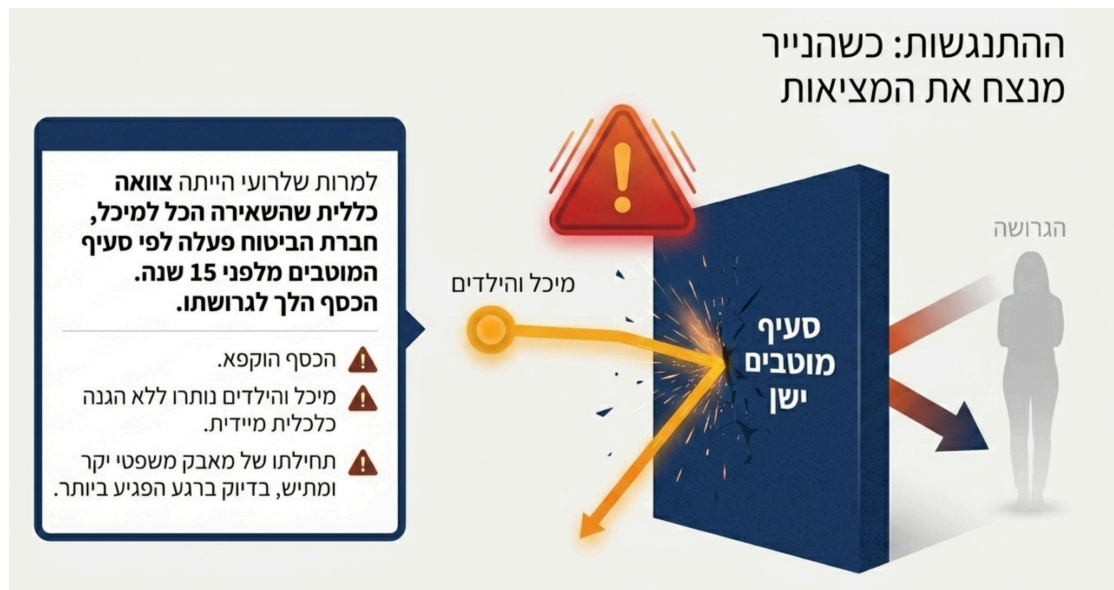 ההתנגשות: כשהנייר
מנצח את המציאות
למרות שלרועי הייתה צוואה
כללית שהשאירה הכל למיכל,
חברת הביטוח פעלה לפי סעיף
המוטבים מלפני 15 שנה.
הכסף הלך לגרושתו.
הכסף הוקפא.
מיכל והילדים נותרו ללא הגנה
כלכלית מיידית.
תחילתו של מאבק משפטי יקר
ומתיש, בדיוק ברגע הפגיע ביותר.
מיכל והילדים
סעיף
מוטבים
ישן
הגרושה